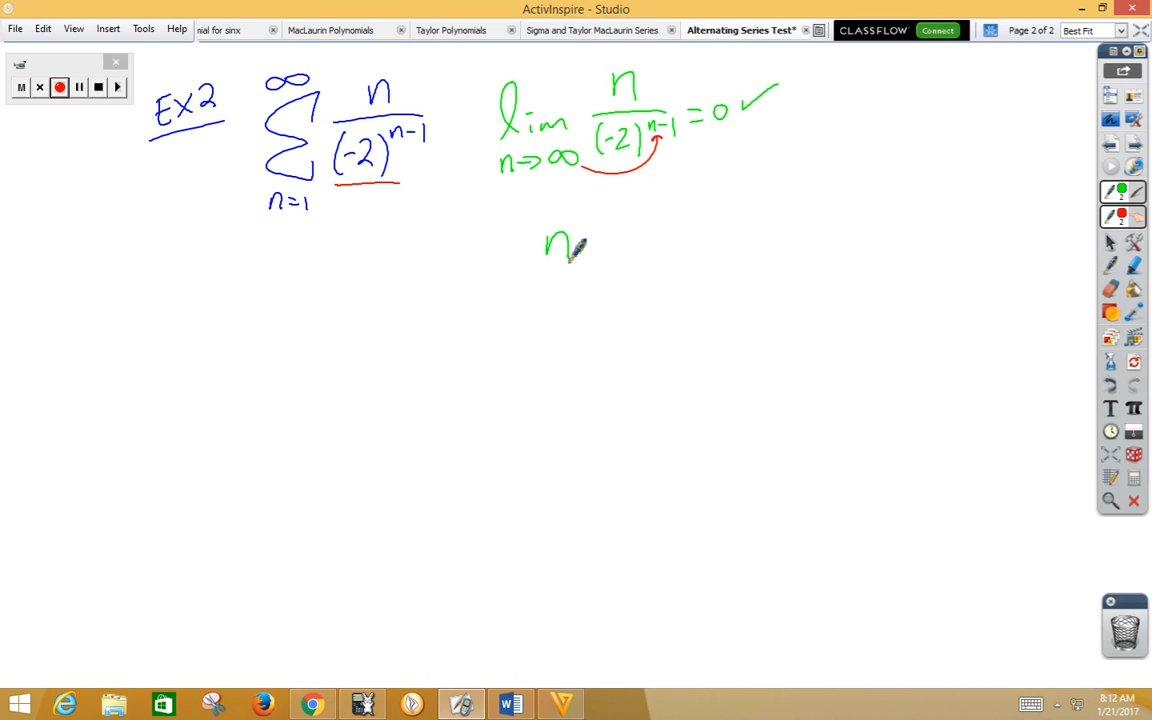 ActivInspire - Studio
File Edit View Insert Tools Help
nial for sinx × MacLaurin Polynomials × Taylor Polynomials × Sigma and Taylor MacLaurin Series × Alternating Series Test* × CLASSFLOW Connect Page 2 of 2 Best Fit
M
2
2
EX2 ∞ Σ n=1 n/(-2)^(n-1) lim n→∞ n/(-2)^(n-1) = 0 ✓
n
T π
8:12 AM
1/21/2017